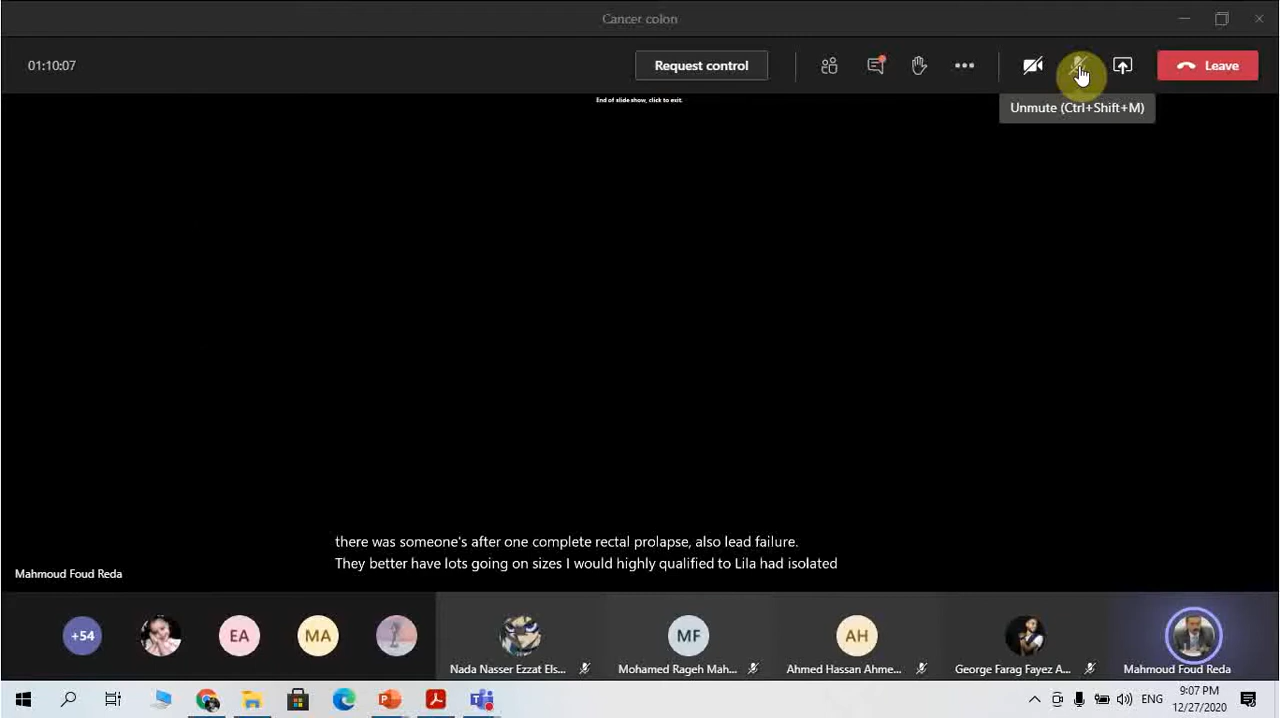 Cancer colon
01:10:07
Request control
Leave
End of slide show, click to exit.
Unmute (Ctrl+Shift+M)
there was someone's after one complete rectal prolapse, also lead failure.
They better have lots going on sizes I would highly qualified to Lila had isolated
Mahmoud Foud Reda
+54
EA
MA
MF
AH
Nada Nasser Ezzat Els...
Mohamed Rageh Mah...
Ahmed Hassan Ahme...
George Farag Fayez A...
Mahmoud Foud Reda
ENG
9:07 PM
12/27/2020